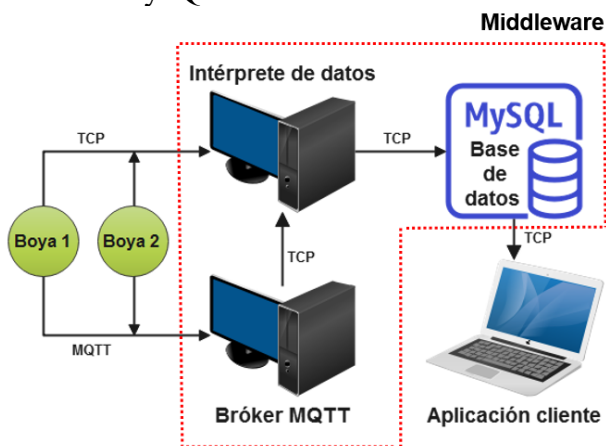 Middleware
Intérprete de datos
TCP
TCP
MySQL
Base
de
datos
Boya 1
Boya 2
TCP
TCP
MQTT
Bróker MQTT
Aplicación cliente